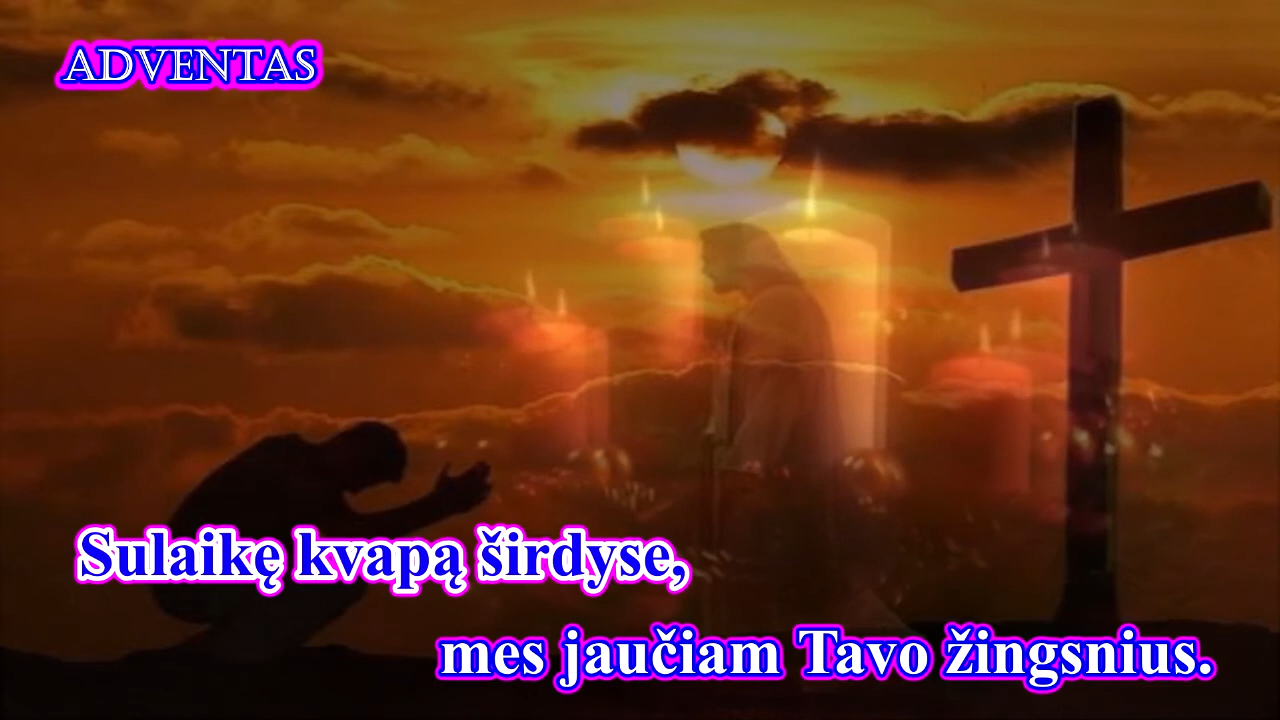 ADVENTAS
Sulaikę kvapą širdyse,
mes jaučiam Tavo žingsnius.